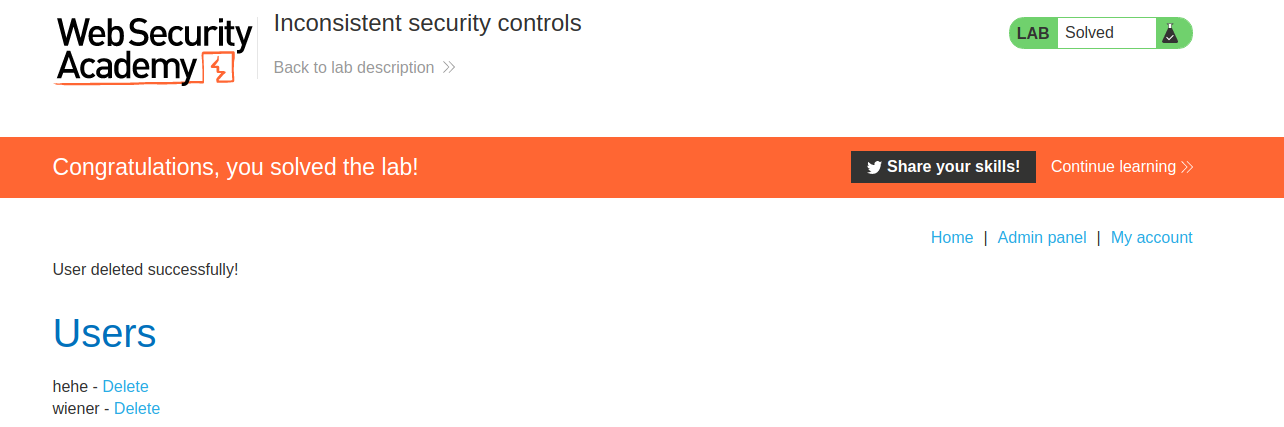 Web Security
Academy
Inconsistent security controls
Back to lab description
LAB Solved
Congratulations, you solved the lab!
Share your skills!
Continue learning
Home | Admin panel | My account
User deleted successfully!
Users
hehe - Delete
wiener - Delete